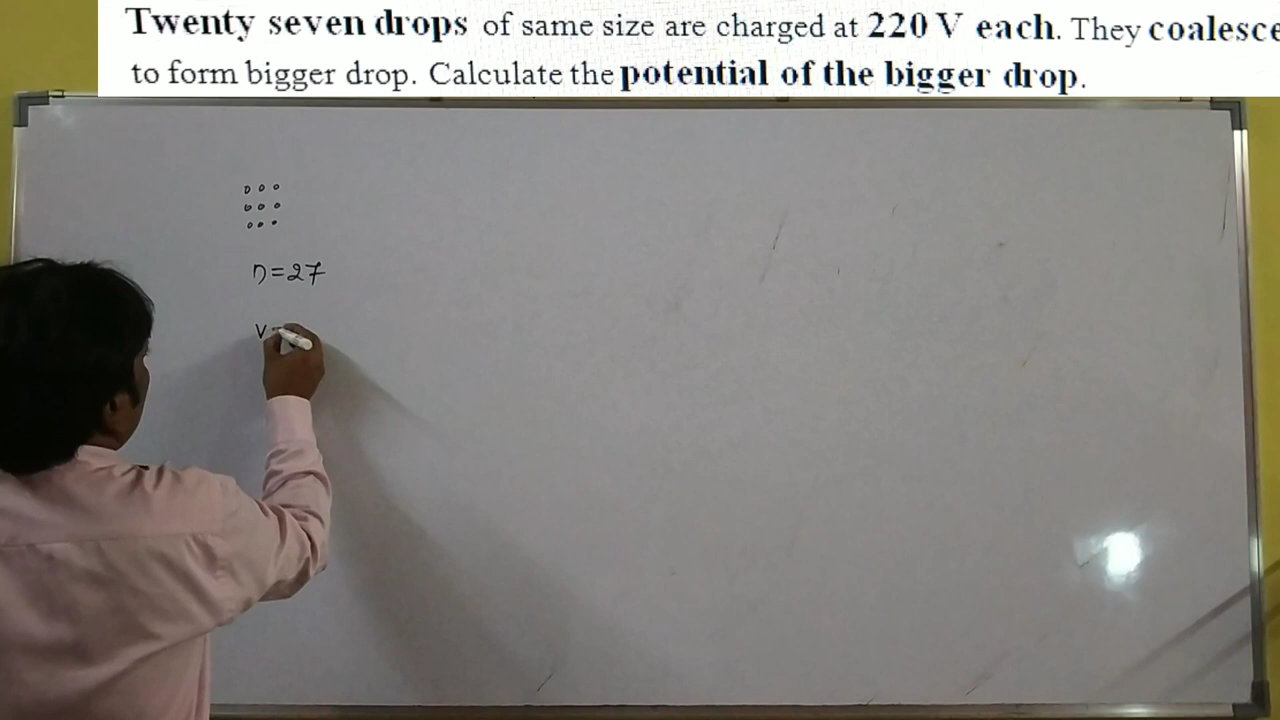 Twenty seven drops of same size are charged at 220 V each. They coalesce
to form bigger drop. Calculate the potential of the bigger drop.
n=27
V